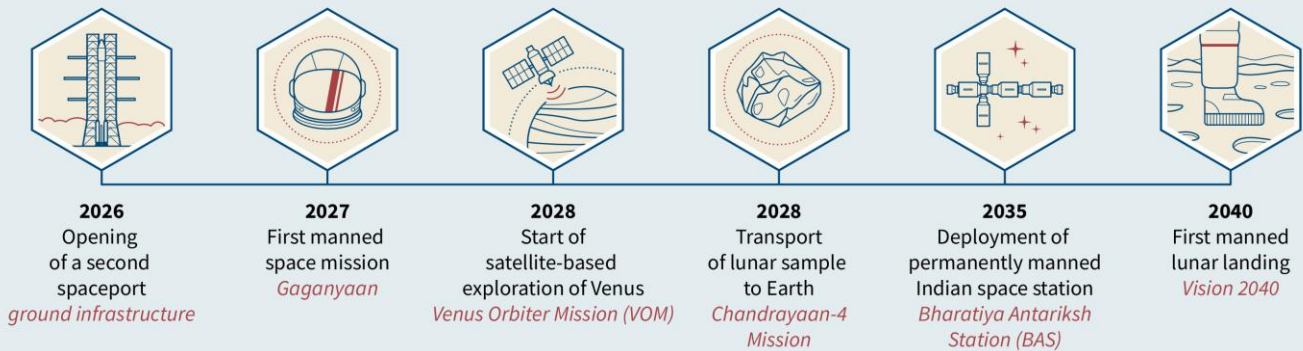 2026
Opening
of a second
spaceport
ground infrastructure
2027
First manned
space mission
Gaganyaan
2028
Start of
satellite-based
exploration of Venus
Venus Orbiter Mission (VOM)
2028
Transport
of lunar sample
to Earth
Chandrayaan-4
Mission
2035
Deployment of
permanently manned
Indian space station
Bharatiya Antariksh
Station (BAS)
2040
First manned
lunar landing
Vision 2040